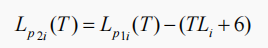 L_{p2i}(T) = L_{p1i}(T) − (TL_i + 6)